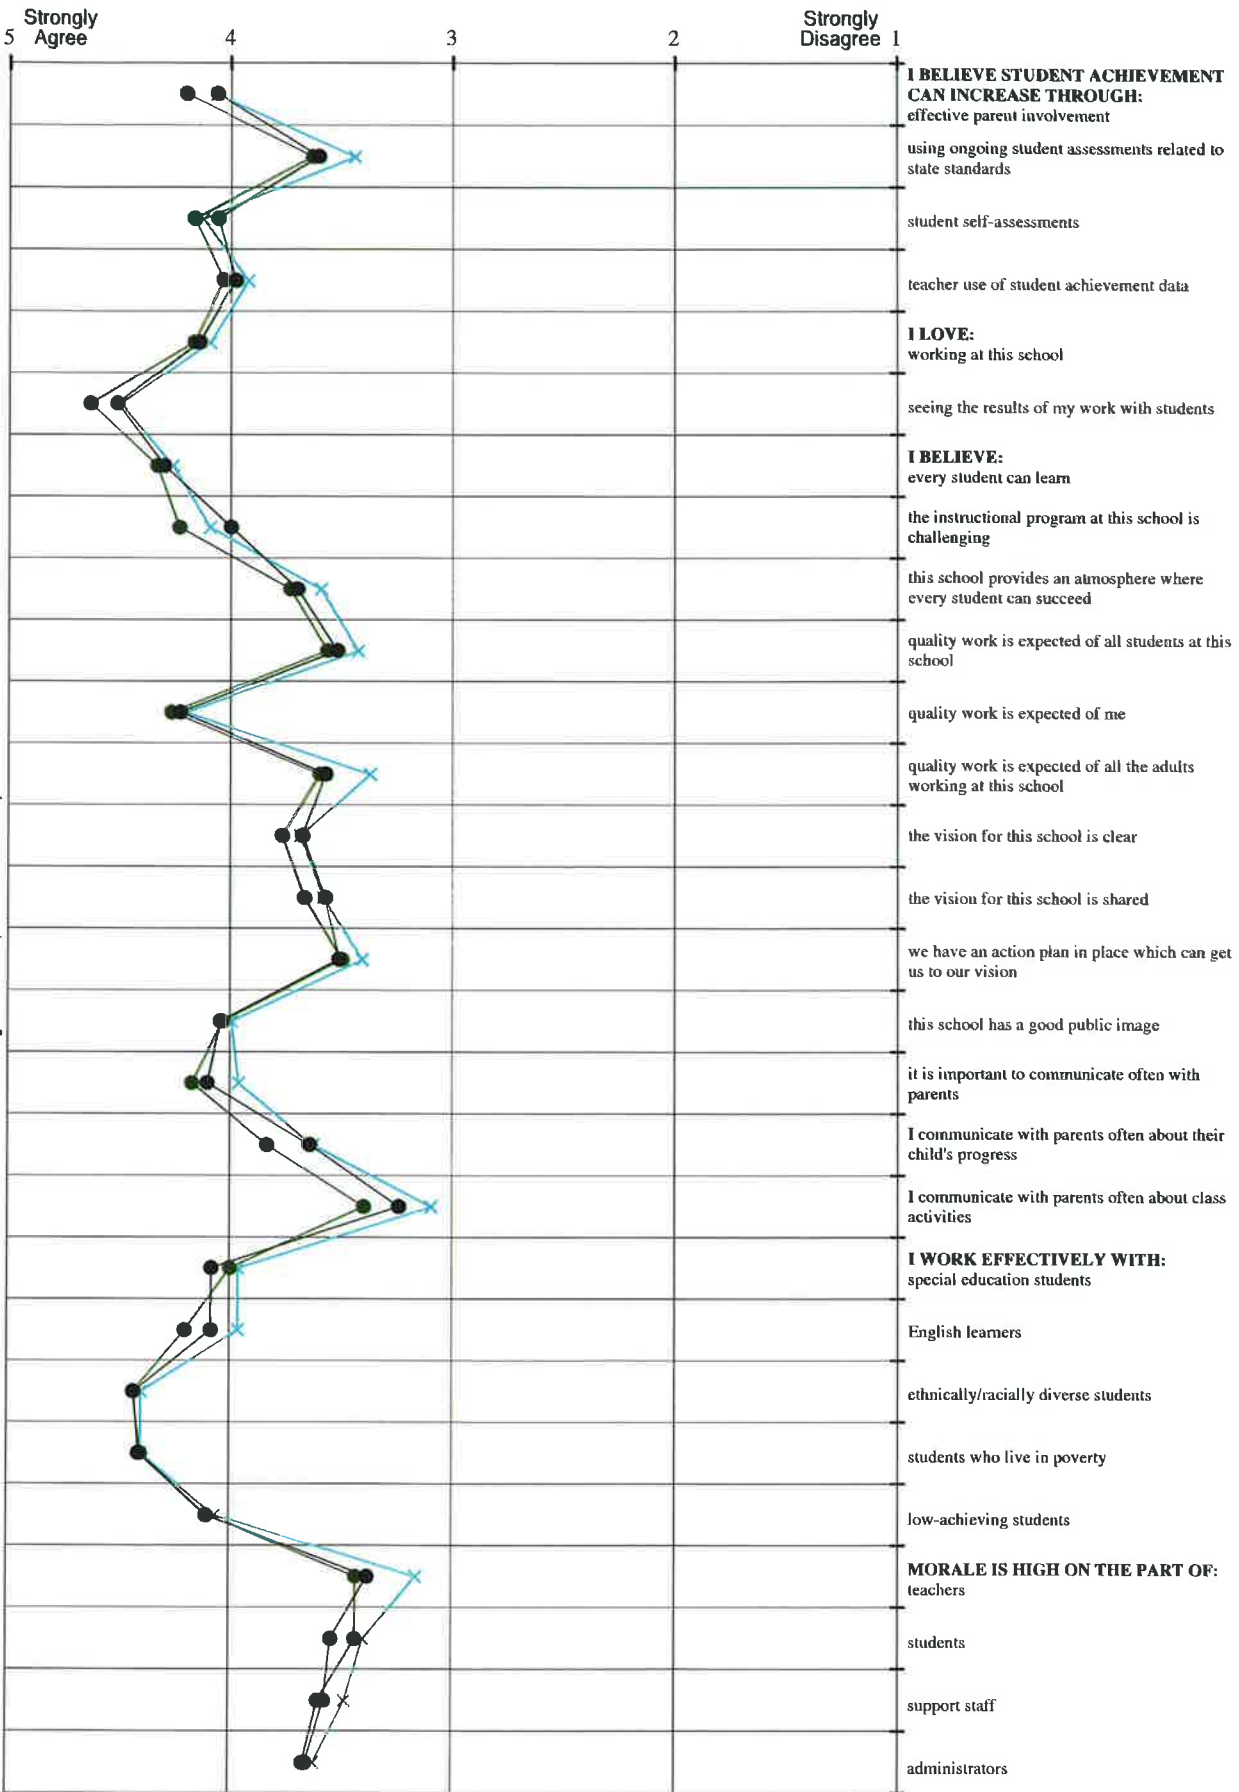 Strongly
Agree
Strongly
Disagree
5 4 3 2 1
I BELIEVE STUDENT ACHIEVEMENT
CAN INCREASE THROUGH:
effective parent involvement
using ongoing student assessments related to
state standards
student self-assessments
teacher use of student achievement data
I LOVE:
working at this school
seeing the results of my work with students
I BELIEVE:
every student can learn
the instructional program at this school is
challenging
this school provides an atmosphere where
every student can succeed
quality work is expected of all students at this
school
quality work is expected of me
quality work is expected of all the adults
working at this school
the vision for this school is clear
the vision for this school is shared
we have an action plan in place which can get
us to our vision
this school has a good public image
it is important to communicate often with
parents
I communicate with parents often about their
child's progress
I communicate with parents often about class
activities
I WORK EFFECTIVELY WITH:
special education students
English learners
ethnically/racially diverse students
students who live in poverty
low-achieving students
MORALE IS HIGH ON THE PART OF:
teachers
students
support staff
administrators